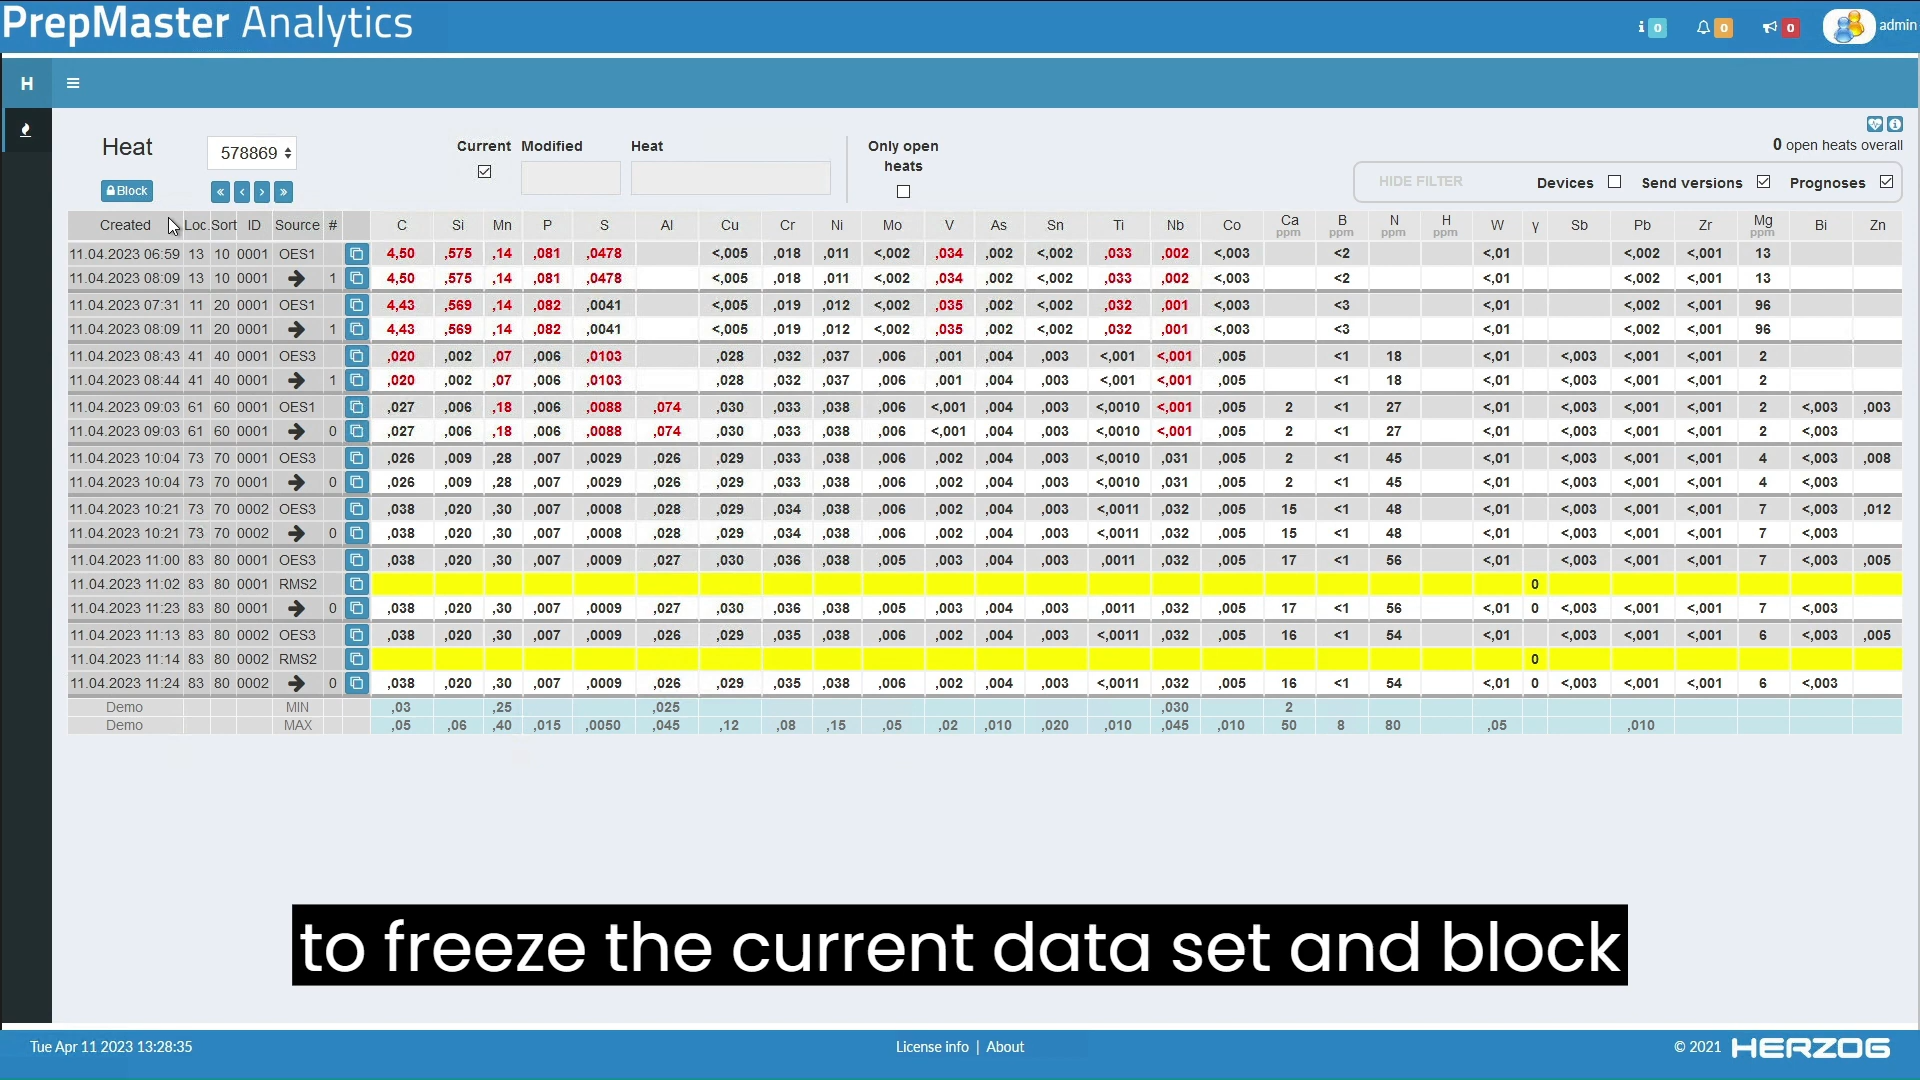 PrepMaster Analytics
0 0 0 admin
H
Heat 578869 Current Modified Heat Only open heats
0 open heats overall
Block « ‹ › » HIDE FILTER Devices Send versions Prognoses
Created Loc Sort ID Source # C Si Mn P S Al Cu Cr Ni Mo V As Sn Ti Nb Co Ca ppm B ppm N ppm H ppm W γ Sb Pb Zr Mg ppm Bi Zn
11.04.2023 06:59 13 10 0001 OES1 4,50 ,575 ,14 ,081 ,0478 <,005 ,018 ,011 <,002 ,034 ,002 <,002 ,033 ,002 <,003 <2 <,01 <,002 <,001 13
11.04.2023 08:09 13 10 0001 → 1 4,50 ,575 ,14 ,081 ,0478 <,005 ,018 ,011 <,002 ,034 ,002 <,002 ,033 ,002 <,003 <2 <,01 <,002 <,001 13
11.04.2023 07:31 11 20 0001 OES1 4,43 ,569 ,14 ,082 ,0041 <,005 ,019 ,012 <,002 ,035 ,002 <,002 ,032 ,001 <,003 <3 <,01 <,002 <,001 96
11.04.2023 08:09 11 20 0001 → 1 4,43 ,569 ,14 ,082 ,0041 <,005 ,019 ,012 <,002 ,035 ,002 <,002 ,032 ,001 <,003 <3 <,01 <,002 <,001 96
11.04.2023 08:43 41 40 0001 OES3 ,020 ,002 ,07 ,006 ,0103 ,028 ,032 ,037 ,006 ,001 ,004 ,003 <,001 <,001 ,005 <1 18 <,01 <,003 <,001 <,001 2
11.04.2023 08:44 41 40 0001 → 1 ,020 ,002 ,07 ,006 ,0103 ,028 ,032 ,037 ,006 ,001 ,004 ,003 <,001 <,001 ,005 <1 18 <,01 <,003 <,001 <,001 2
11.04.2023 09:03 61 60 0001 OES1 ,027 ,006 ,18 ,006 ,0088 ,074 ,030 ,033 ,038 ,006 <,001 ,004 ,003 <,0010 <,001 ,005 2 <1 27 <,01 <,003 <,001 <,001 2 <,003 ,003
11.04.2023 09:03 61 60 0001 → 0 ,027 ,006 ,18 ,006 ,0088 ,074 ,030 ,033 ,038 ,006 <,001 ,004 ,003 <,0010 <,001 ,005 2 <1 27 <,01 <,003 <,001 <,001 2 <,003
11.04.2023 10:04 73 70 0001 OES3 ,026 ,009 ,28 ,007 ,0029 ,026 ,029 ,033 ,038 ,006 ,002 ,004 ,003 <,0010 ,031 ,005 2 <1 45 <,01 <,003 <,001 <,001 4 <,003 ,008
11.04.2023 10:04 73 70 0001 → 0 ,026 ,009 ,28 ,007 ,0029 ,026 ,029 ,033 ,038 ,006 ,002 ,004 ,003 <,0010 ,031 ,005 2 <1 45 <,01 <,003 <,001 <,001 4 <,003
11.04.2023 10:21 73 70 0002 OES3 ,038 ,020 ,30 ,007 ,0008 ,028 ,029 ,034 ,038 ,006 ,002 ,004 ,003 <,0011 ,032 ,005 15 <1 48 <,01 <,003 <,001 <,001 7 <,003 ,012
11.04.2023 10:21 73 70 0002 → 0 ,038 ,020 ,30 ,007 ,0008 ,028 ,029 ,034 ,038 ,006 ,002 ,004 ,003 <,0011 ,032 ,005 15 <1 48 <,01 <,003 <,001 <,001 7 <,003
11.04.2023 11:00 83 80 0001 OES3 ,038 ,020 ,30 ,007 ,0009 ,027 ,030 ,036 ,038 ,005 ,003 ,004 ,003 ,0011 ,032 ,005 17 <1 56 <,01 <,003 <,001 <,001 7 <,003 ,005
11.04.2023 11:02 83 80 0001 RMS2 0
11.04.2023 11:23 83 80 0001 → 0 ,038 ,020 ,30 ,007 ,0009 ,027 ,030 ,036 ,038 ,005 ,003 ,004 ,003 ,0011 ,032 ,005 17 <1 56 <,01 0 <,003 <,001 <,001 7 <,003
11.04.2023 11:13 83 80 0002 OES3 ,038 ,020 ,30 ,007 ,0009 ,026 ,029 ,035 ,038 ,006 ,002 ,004 ,003 <,0011 ,032 ,005 16 <1 54 <,01 <,003 <,001 <,001 6 <,003 ,005
11.04.2023 11:14 83 80 0002 RMS2 0
11.04.2023 11:24 83 80 0002 → 0 ,038 ,020 ,30 ,007 ,0009 ,026 ,029 ,035 ,038 ,006 ,002 ,004 ,003 <,0011 ,032 ,005 16 <1 54 <,01 0 <,003 <,001 <,001 6 <,003
Demo MIN ,03 ,25 ,025 ,030 2
Demo MAX ,05 ,06 ,40 ,015 ,0050 ,045 ,12 ,08 ,15 ,05 ,02 ,010 ,020 ,010 ,045 ,010 50 8 80 ,05 ,010
to freeze the current data set and block
Tue Apr 11 2023 13:28:35 License info | About © 2021 HERZOG